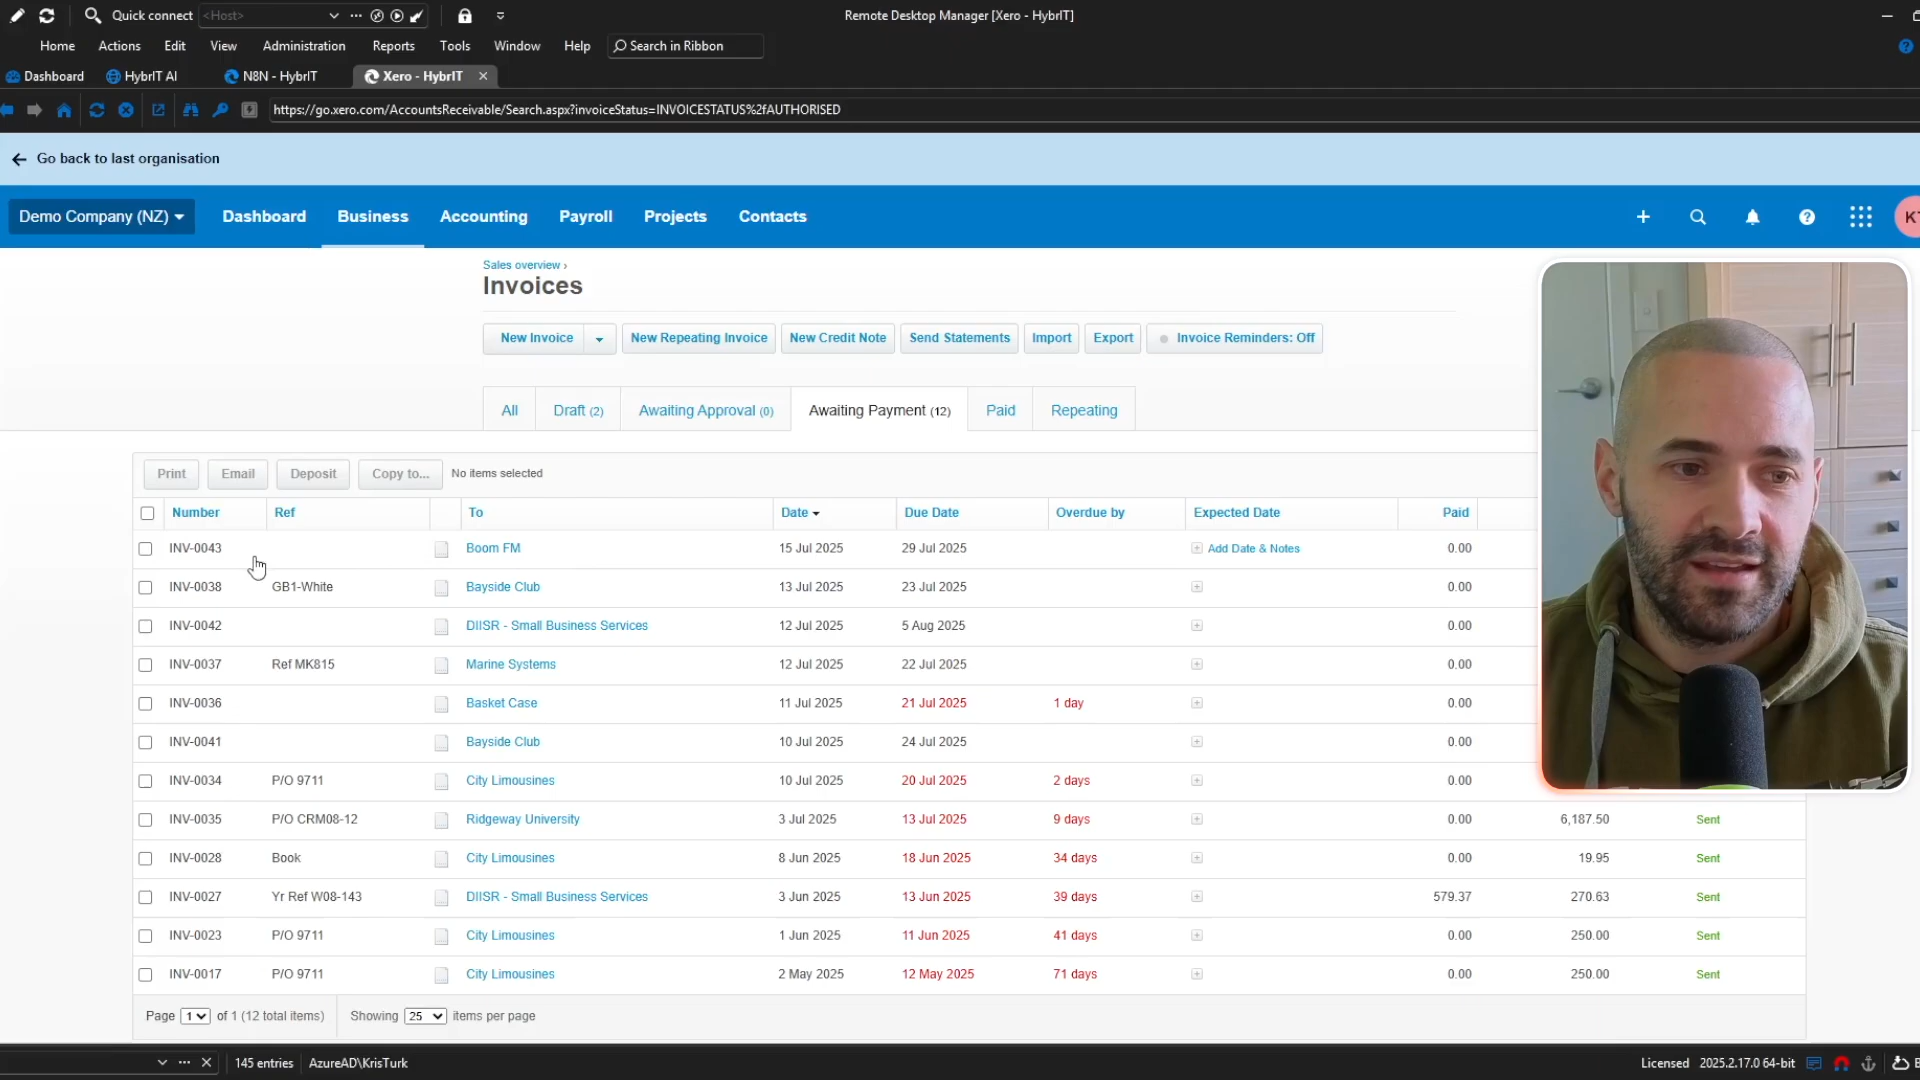 Quick connect <Host> Remote Desktop Manager [Xero - HybrIT]
Home Actions Edit View Administration Reports Tools Window Help Search in Ribbon
Dashboard HybrIT AI N8N - HybrIT Xero - HybrIT
https://go.xero.com/AccountsReceivable/Search.aspx?invoiceStatus=INVOICESTATUS%2fAUTHORISED
Go back to last organisation
Demo Company (NZ) Dashboard Business Accounting Payroll Projects Contacts
Sales overview ›
Invoices
New Invoice New Repeating Invoice New Credit Note Send Statements Import Export Invoice Reminders: Off
All Draft (2) Awaiting Approval (0) Awaiting Payment (12) Paid Repeating
Print Email Deposit Copy to... No items selected
Number Ref To Date Due Date Overdue by Expected Date Paid
INV-0043 Boom FM 15 Jul 2025 29 Jul 2025 Add Date & Notes 0.00
INV-0038 GB1-White Bayside Club 13 Jul 2025 23 Jul 2025 0.00
INV-0042 DIISR - Small Business Services 12 Jul 2025 5 Aug 2025 0.00
INV-0037 Ref MK815 Marine Systems 12 Jul 2025 22 Jul 2025 0.00
INV-0036 Basket Case 11 Jul 2025 21 Jul 2025 1 day 0.00
INV-0041 Bayside Club 10 Jul 2025 24 Jul 2025 0.00
INV-0034 P/O 9711 City Limousines 10 Jul 2025 20 Jul 2025 2 days 0.00
INV-0035 P/O CRM08-12 Ridgeway University 3 Jul 2025 13 Jul 2025 9 days 0.00 6,187.50 Sent
INV-0028 Book City Limousines 8 Jun 2025 18 Jun 2025 34 days 0.00 19.95 Sent
INV-0027 Yr Ref W08-143 DIISR - Small Business Services 3 Jun 2025 13 Jun 2025 39 days 579.37 270.63 Sent
INV-0023 P/O 9711 City Limousines 1 Jun 2025 11 Jun 2025 41 days 0.00 250.00 Sent
INV-0017 P/O 9711 City Limousines 2 May 2025 12 May 2025 71 days 0.00 250.00 Sent
Page 1 of 1 (12 total items) Showing 25 items per page
145 entries AzureAD\KrisTurk Licensed 2025.2.17.0 64-bit